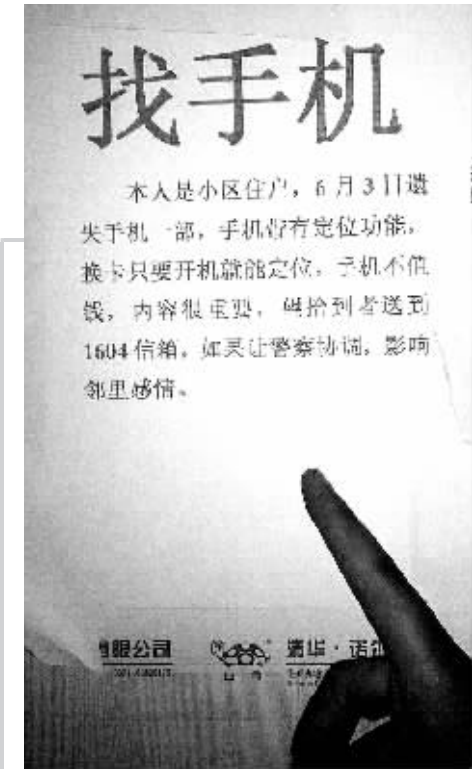 找手机
本人是小区住户，6月3日遗
失手机一部，手机带有定位功能，
换卡只要开机就能定位，手机不值
钱，内容很重要，望拾到者送到
1604信箱，如果让警察协调，影响
邻里感情。
限公司